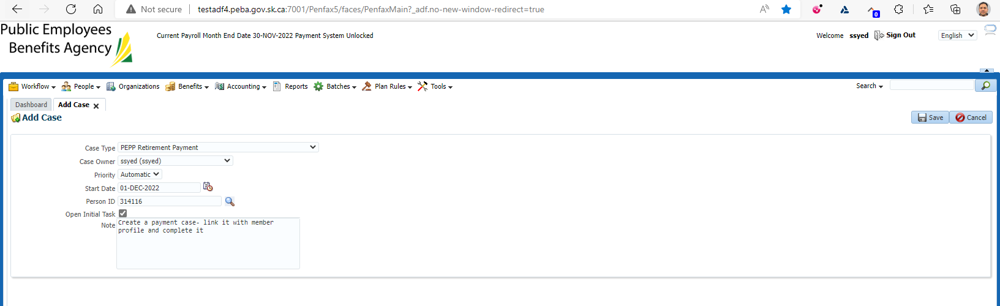 Not secure testadf4.peba.gov.sk.ca:7001/Penfax5/faces/PenfaxMain?_adf.no-new-window-redirect=true
0
Public Employees
Benefits Agency
Current Payroll Month End Date 30-NOV-2022 Payment System Unlocked
Welcome ssyed Sign Out English
Workflow People Organizations Benefits Accounting Reports Batches Plan Rules Tools Search
Dashboard Add Case
Add Case Save Cancel
Case Type PEPP Retirement Payment
Case Owner ssyed (ssyed)
Priority Automatic
Start Date 01-DEC-2022
Person ID 314116
Open Initial Task
Note Create a payment case- link it with member
profile and complete it